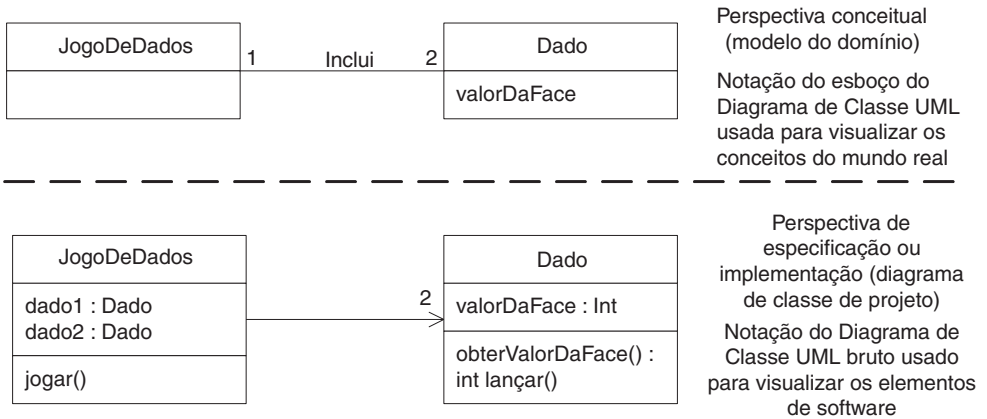 JogoDeDados
1
Inclui
2
Dado
valorDaFace
Perspectiva conceitual
(modelo do domínio)
Notação do esboço do
Diagrama de Classe UML
usada para visualizar os
conceitos do mundo real
JogoDeDados
dado1 : Dado
dado2 : Dado
jogar()
2
Dado
valorDaFace : Int
obterValorDaFace() :
int lançar()
Perspectiva de
especificação ou
implementação (diagrama
de classe de projeto)
Notação do Diagrama de
Classe UML bruto usado
para visualizar os elementos
de software